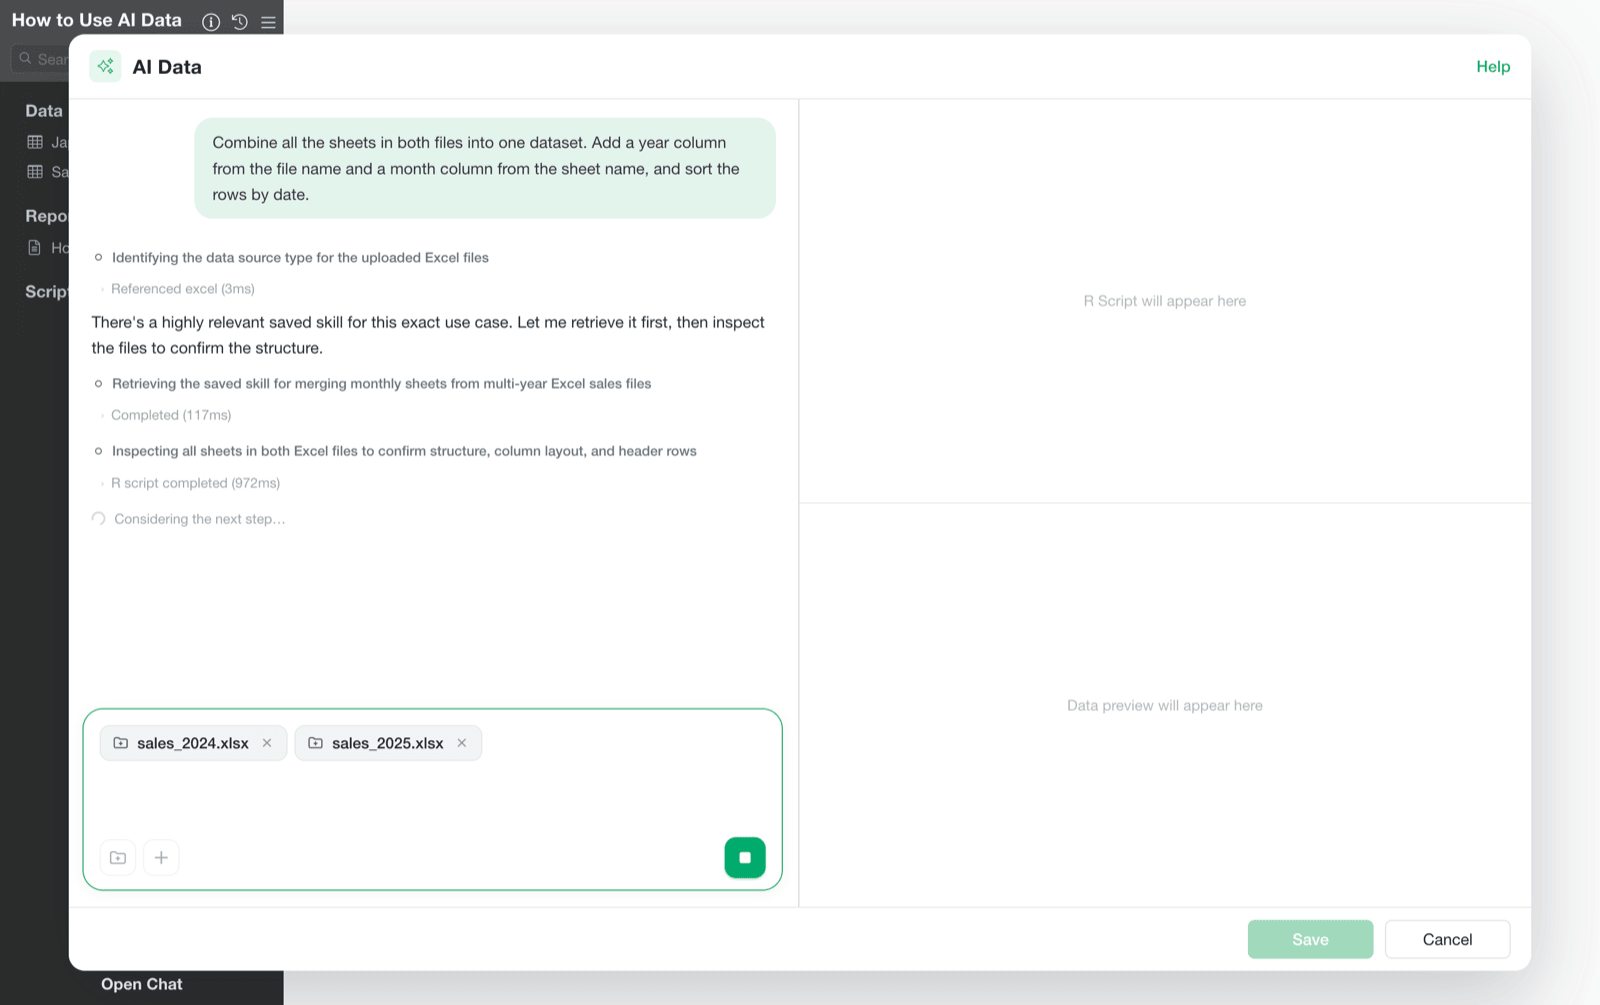 How to Use AI Data
Sear
Data
Ja
Sa
Repo
Ho
Script
Open Chat
AI Data
Help
Combine all the sheets in both files into one dataset. Add a year column
from the file name and a month column from the sheet name, and sort the
rows by date.
Identifying the data source type for the uploaded Excel files
Referenced excel (3ms)
There's a highly relevant saved skill for this exact use case. Let me retrieve it first, then inspect
the files to confirm the structure.
Retrieving the saved skill for merging monthly sheets from multi-year Excel sales files
Completed (117ms)
Inspecting all sheets in both Excel files to confirm structure, column layout, and header rows
R script completed (972ms)
Considering the next step...
sales_2024.xlsx
sales_2025.xlsx
R Script will appear here
Data preview will appear here
Save
Cancel